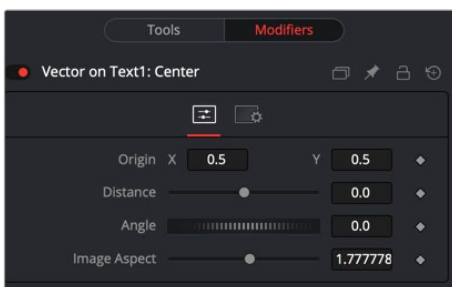 Tools Modifiers
Vector on Text1: Center
Origin X 0.5 Y 0.5
Distance 0.0
Angle 0.0
Image Aspect 1.777778